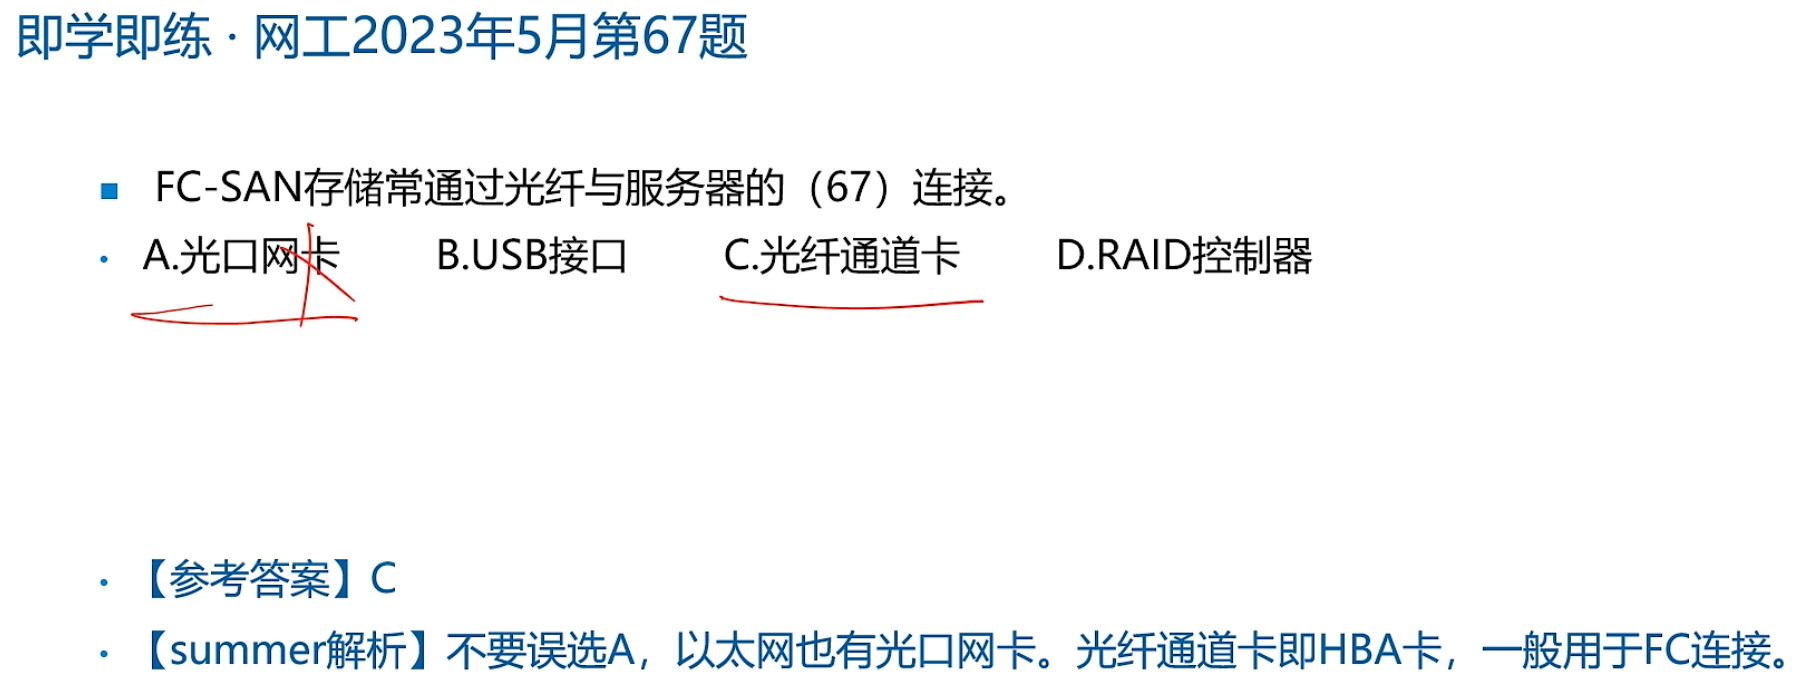 即学即练 · 网工2023年5月第67题
■ FC-SAN存储常通过光纤与服务器的（67）连接。
• A.光口网卡 B.USB接口 C.光纤通道卡 D.RAID控制器
• 【参考答案】C
• 【summer解析】不要误选A，以太网也有光口网卡。光纤通道卡即HBA卡，一般用于FC连接。